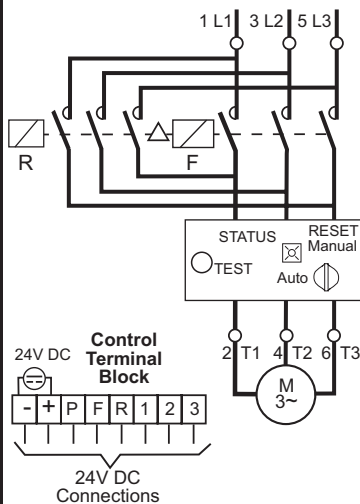 1 L1 3 L2 5 L3
R
F
STATUS
RESET
Manual
TEST
Auto
2 T1 4 T2 6 T3
M
3~
Control
Terminal
Block
24V DC
- + P F R 1 2 3
24V DC
Connections